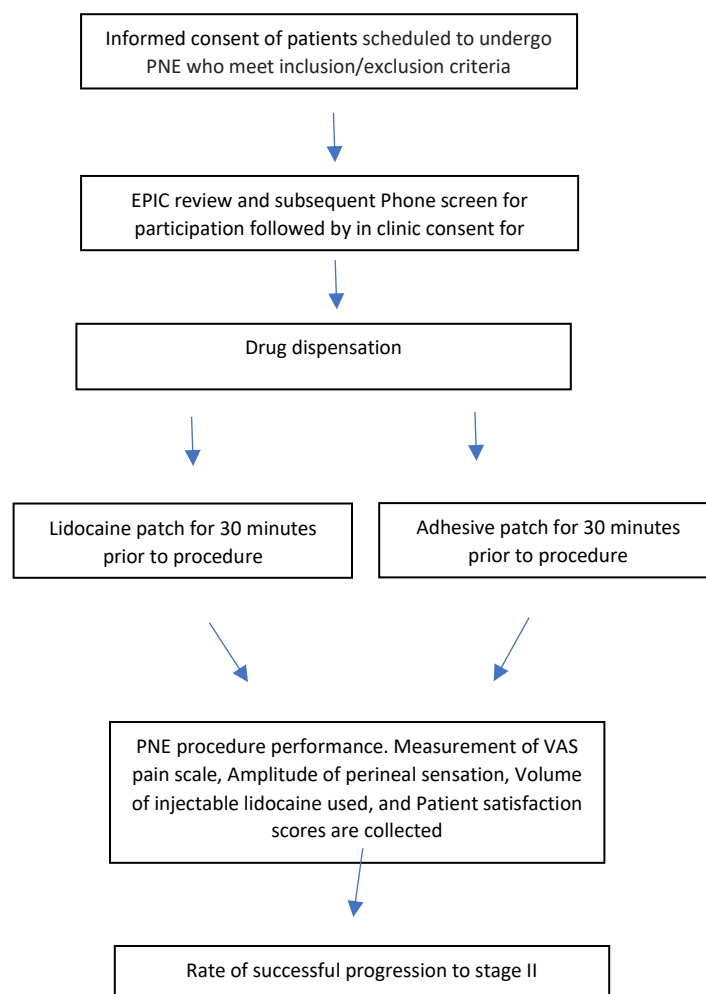 Informed consent of patients scheduled to undergo
PNE who meet inclusion/exclusion criteria
EPIC review and subsequent Phone screen for
participation followed by in clinic consent for
Drug dispensation
Lidocaine patch for 30 minutes
prior to procedure
Adhesive patch for 30 minutes
prior to procedure
PNE procedure performance. Measurement of VAS
pain scale, Amplitude of perineal sensation, Volume
of injectable lidocaine used, and Patient satisfaction
scores are collected
Rate of successful progression to stage II